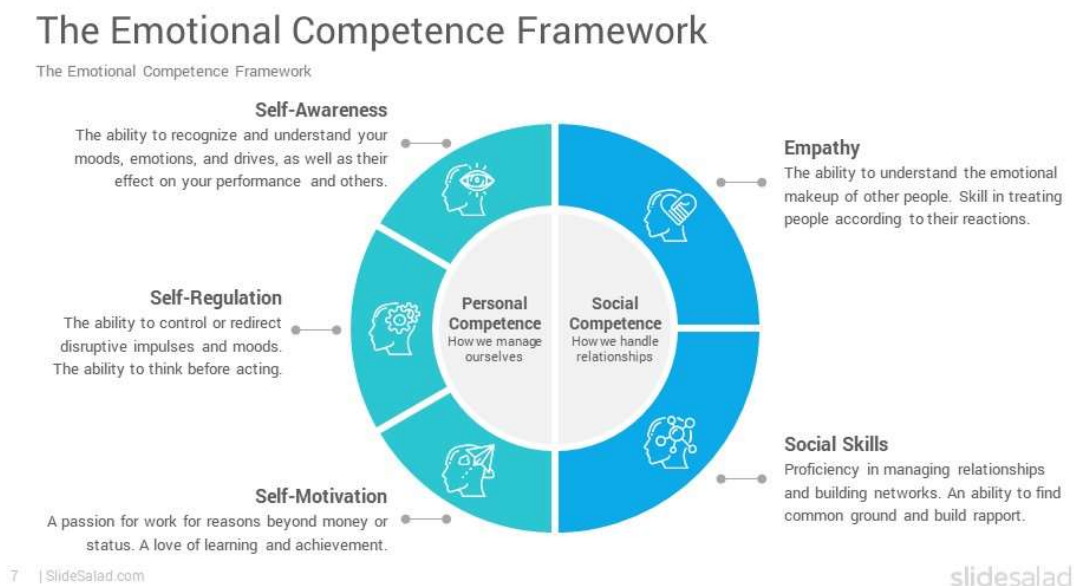 The Emotional Competence Framework
The Emotional Competence Framework
Self-Awareness
The ability to recognize and understand your
moods, emotions, and drives, as well as their
effect on your performance and others.
Self-Regulation
The ability to control or redirect
disruptive impulses and moods.
The ability to think before acting.
Self-Motivation
A passion for work for reasons beyond money or
status. A love of learning and achievement.
Personal
Competence
How we manage
ourselves
Social
Competence
How we handle
relationships
Empathy
The ability to understand the emotional
makeup of other people. Skill in treating
people according to their reactions.
Social Skills
Proficiency in managing relationships
and building networks. An ability to find
common ground and build rapport.
7 | SlideSalad.com
slidesalad